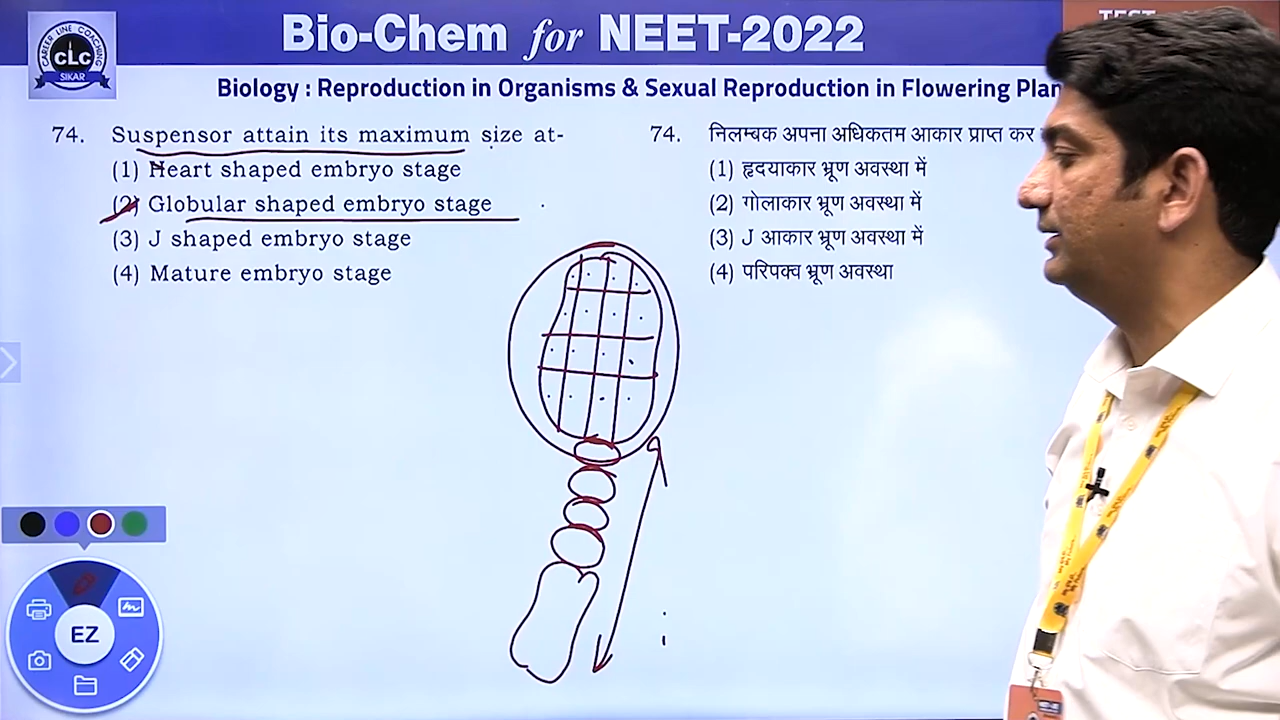 Bio-Chem for NEET-2022
CAREER LINE COACHING
CLC
SIKAR
Biology : Reproduction in Organisms & Sexual Reproduction in Flowering Plan
74. Suspensor attain its maximum size at-
(1) Heart shaped embryo stage
(2) Globular shaped embryo stage
(3) J shaped embryo stage
(4) Mature embryo stage
74. निलम्बक अपना अधिकतम आकार प्राप्त कर
(1) हृदयाकार भ्रूण अवस्था में
(2) गोलाकार भ्रूण अवस्था में
(3) J आकार भ्रूण अवस्था में
(4) परिपक्व भ्रूण अवस्था
EZ